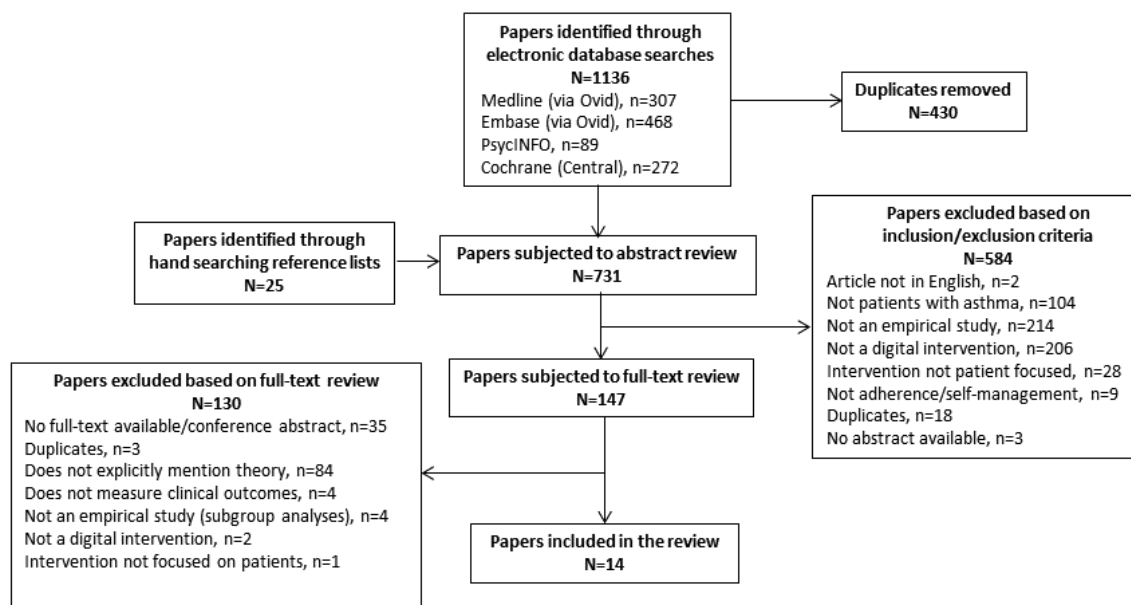 Papers identified through
electronic database searches
N=1136
Medline (via Ovid), n=307
Embase (via Ovid), n=468
PsycINFO, n=89
Cochrane (Central), n=272
Duplicates removed
N=430
Papers identified through
hand searching reference lists
N=25
Papers subjected to abstract review
N=731
Papers excluded based on
inclusion/exclusion criteria
N=584
Article not in English, n=2
Not patients with asthma, n=104
Not an empirical study, n=214
Not a digital intervention, n=206
Intervention not patient focused, n=28
Not adherence/self-management, n=9
Duplicates, n=18
No abstract available, n=3
Papers subjected to full-text review
N=147
Papers excluded based on full-text review
N=130
No full-text available/conference abstract, n=35
Duplicates, n=3
Does not explicitly mention theory, n=84
Does not measure clinical outcomes, n=4
Not an empirical study (subgroup analyses), n=4
Not a digital intervention, n=2
Intervention not focused on patients, n=1
Papers included in the review
N=14